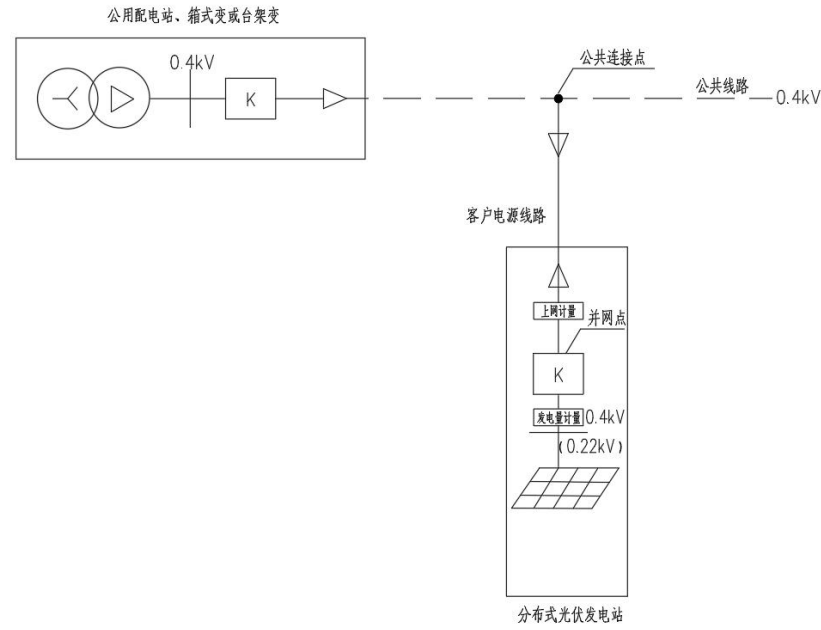 公用配电站、箱式变或台架变
0.4kV
K
公共连接点
公共线路
0.4kV
客户电源线路
上网计量
并网点
K
发电量计量
0.4kV
(0.22kV)
分布式光伏发电站